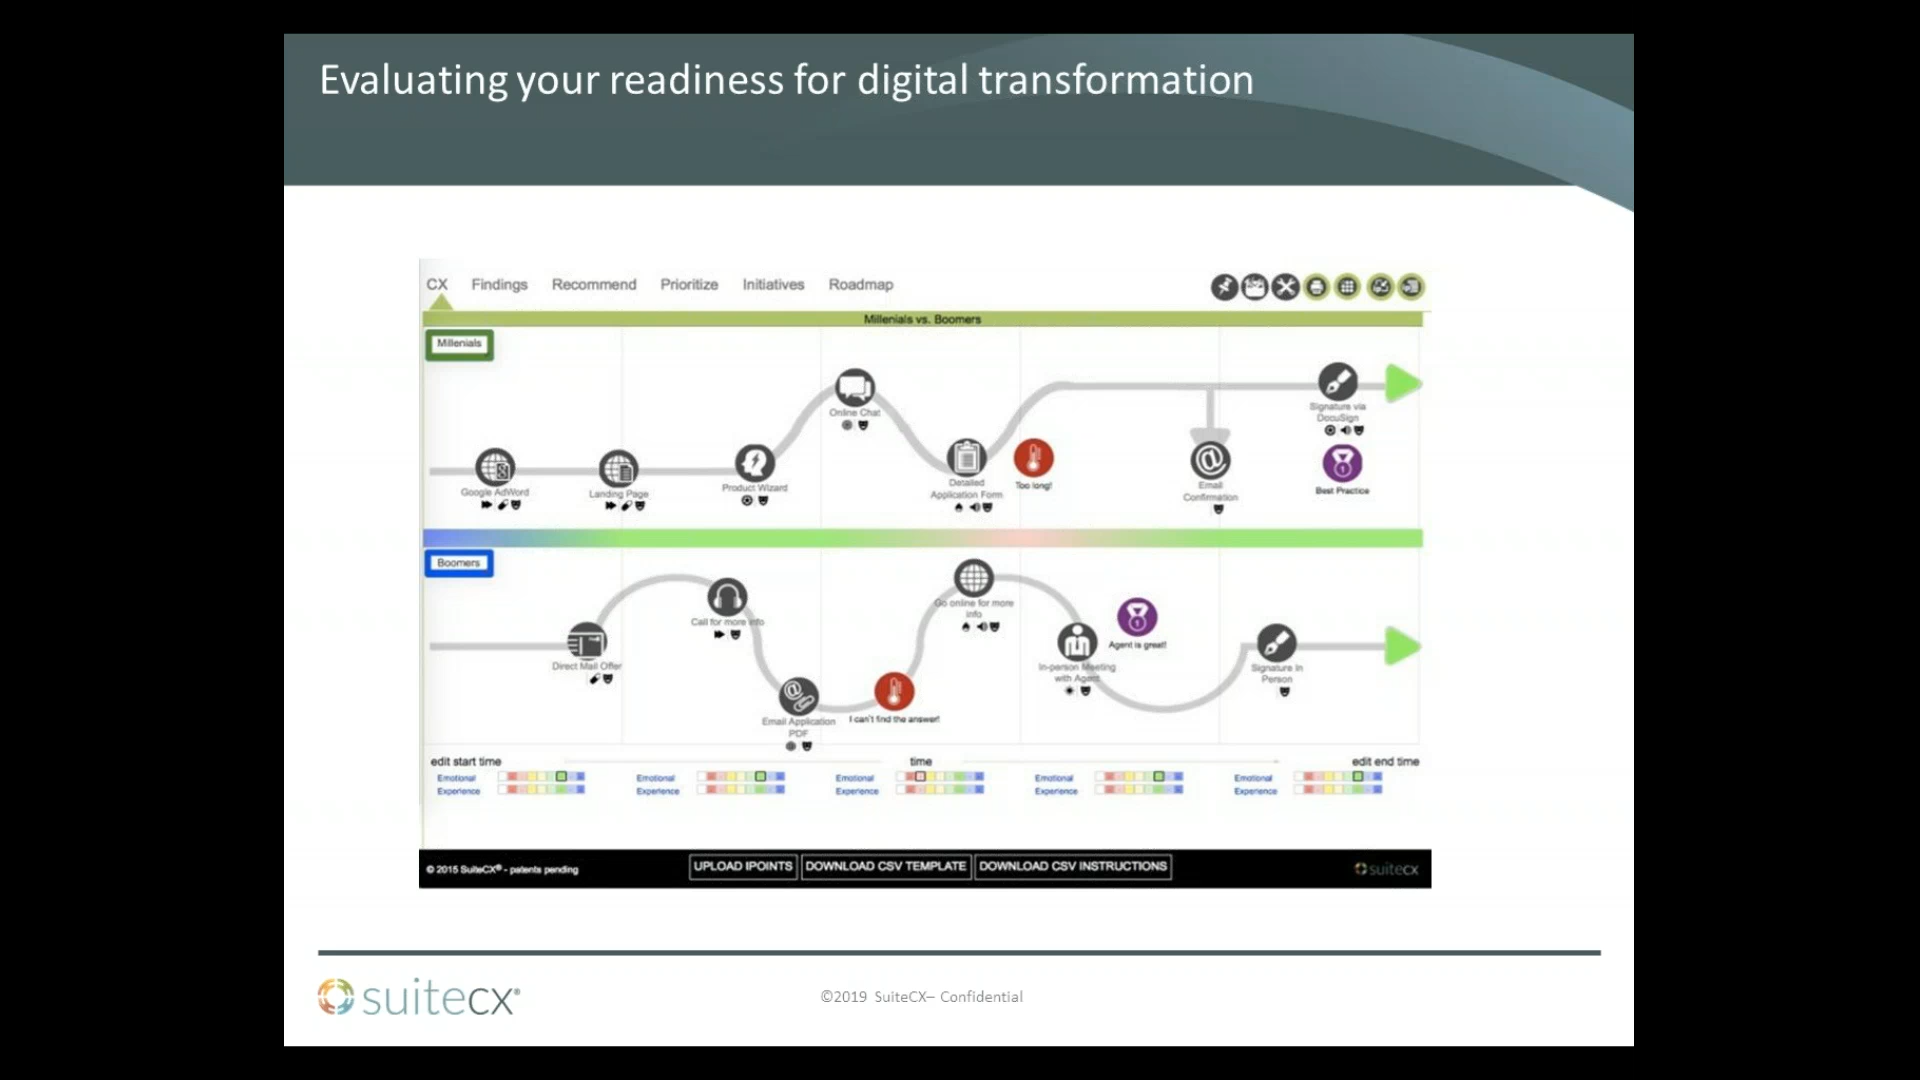 Evaluating your readiness for digital transformation
CX Findings Recommend Prioritize Initiatives Roadmap
Millenials vs. Boomers
Millenials
Google AdWord
Landing Page
Product Wizard
Online Chat
Detailed
Application Form
Too long!
Email
Confirmation
Signature via
DocuSign
Best Practice
Boomers
Direct Mail Offer
Call for more info
Email Application
PDF
I can't find the answer!
Go online for more
info
In-person Meeting
with Agent
Agent is great!
Signature In
Person
edit start time time edit end time
Emotional Emotional Emotional Emotional Emotional
Experience Experience Experience Experience Experience
© 2015 SuiteCX® - patents pending UPLOAD IPOINTS DOWNLOAD CSV TEMPLATE DOWNLOAD CSV INSTRUCTIONS suitecx
suitecx® ©2019 SuiteCX– Confidential